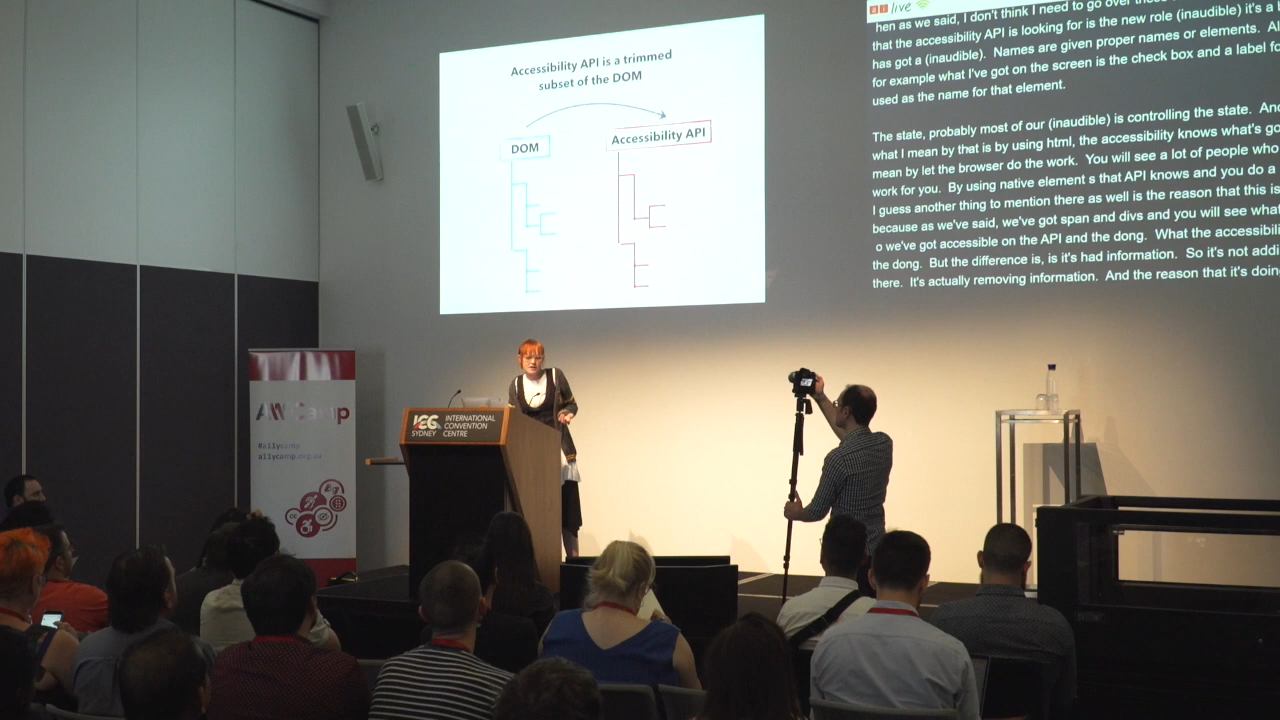 Accessibility API is a trimmed
subset of the DOM
DOM
Accessibility API
ai live
hen as we said, I don't think I need to go over these
that the accessibility API is looking for is the new role (inaudible) it's a
has got a (inaudible). Names are given proper names or elements.
for example what I've got on the screen is the check box and a label
used as the name for that element.
The state, probably most of our (inaudible) is controlling the state.
what I mean by that is by using html, the accessibility knows what's
mean by let the browser do the work. You will see a lot of people who
work for you. By using native element s that API knows and you do a
I guess another thing to mention there as well is the reason that this is
because as we've said, we've got span and divs and you will see what
o we've got accessible on the API and the dong. What the
the dong. But the difference is, is it's had information. So it's not
there. It's actually removing information. And the reason that it's
A11Y Camp
#a11ycamp
a11ycamp.org.au
ICC
SYDNEY
INTERNATIONAL
CONVENTION
CENTRE